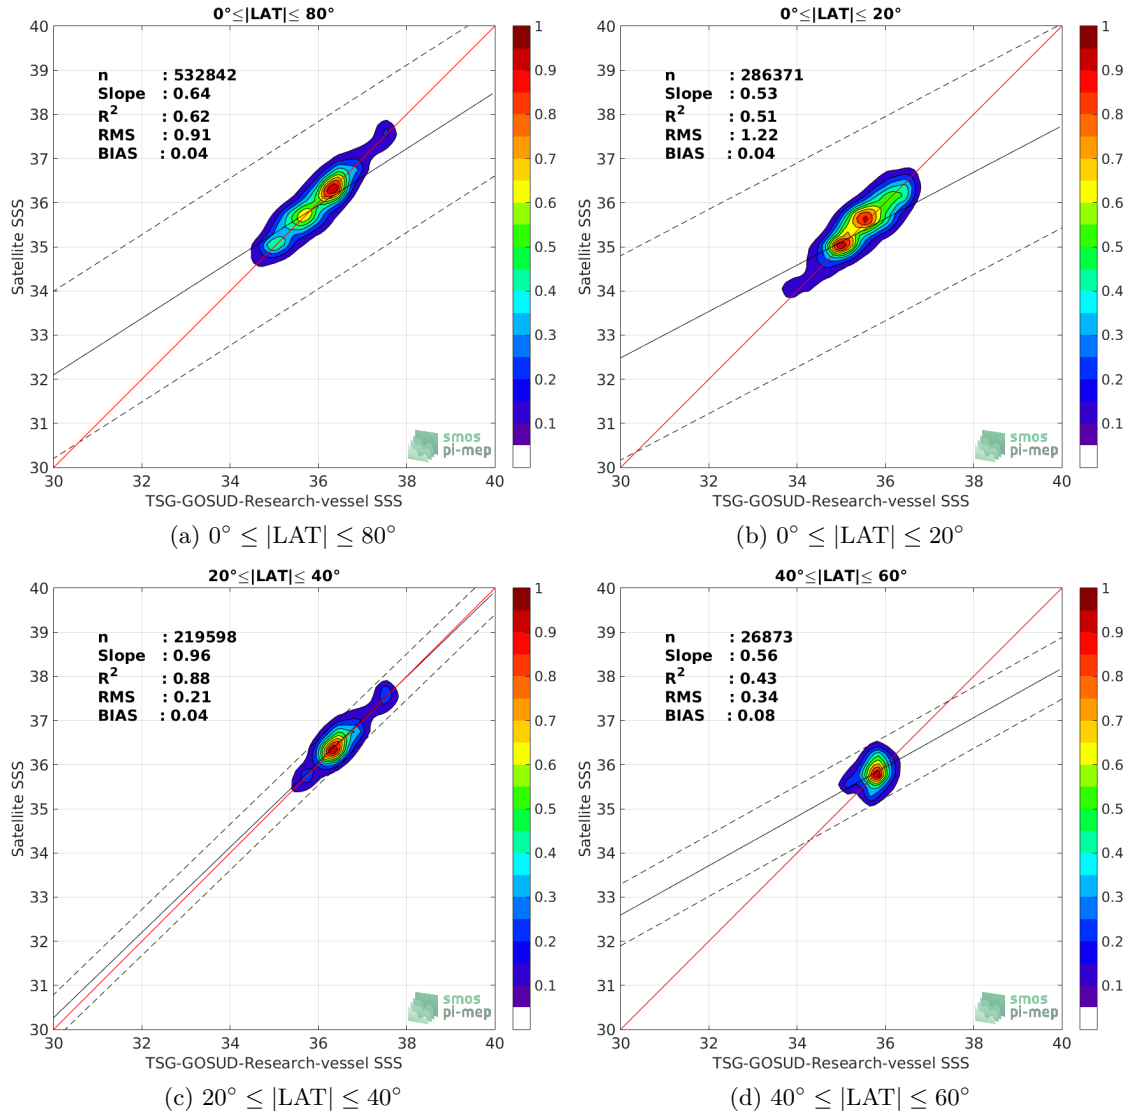 0°≤|LAT|≤ 80°
n : 532842
Slope : 0.64
R² : 0.62
RMS : 0.91
BIAS : 0.04
40
39
38
37
36
35
34
33
32
31
30
30 32 34 36 38 40
Satellite SSS
TSG-GOSUD-Research-vessel SSS
1
0.9
0.8
0.7
0.6
0.5
0.4
0.3
0.2
0.1
smos
pi-mep
(a) 0° ≤ |LAT| ≤ 80°
0°≤|LAT|≤ 20°
n : 286371
Slope : 0.53
R² : 0.51
RMS : 1.22
BIAS : 0.04
40
39
38
37
36
35
34
33
32
31
30
30 32 34 36 38 40
Satellite SSS
TSG-GOSUD-Research-vessel SSS
1
0.9
0.8
0.7
0.6
0.5
0.4
0.3
0.2
0.1
smos
pi-mep
(b) 0° ≤ |LAT| ≤ 20°
20°≤|LAT|≤ 40°
n : 219598
Slope : 0.96
R² : 0.88
RMS : 0.21
BIAS : 0.04
40
39
38
37
36
35
34
33
32
31
30
30 32 34 36 38 40
Satellite SSS
TSG-GOSUD-Research-vessel SSS
1
0.9
0.8
0.7
0.6
0.5
0.4
0.3
0.2
0.1
smos
pi-mep
(c) 20° ≤ |LAT| ≤ 40°
40°≤|LAT|≤ 60°
n : 26873
Slope : 0.56
R² : 0.43
RMS : 0.34
BIAS : 0.08
40
39
38
37
36
35
34
33
32
31
30
30 32 34 36 38 40
Satellite SSS
TSG-GOSUD-Research-vessel SSS
1
0.9
0.8
0.7
0.6
0.5
0.4
0.3
0.2
0.1
smos
pi-mep
(d) 40° ≤ |LAT| ≤ 60°